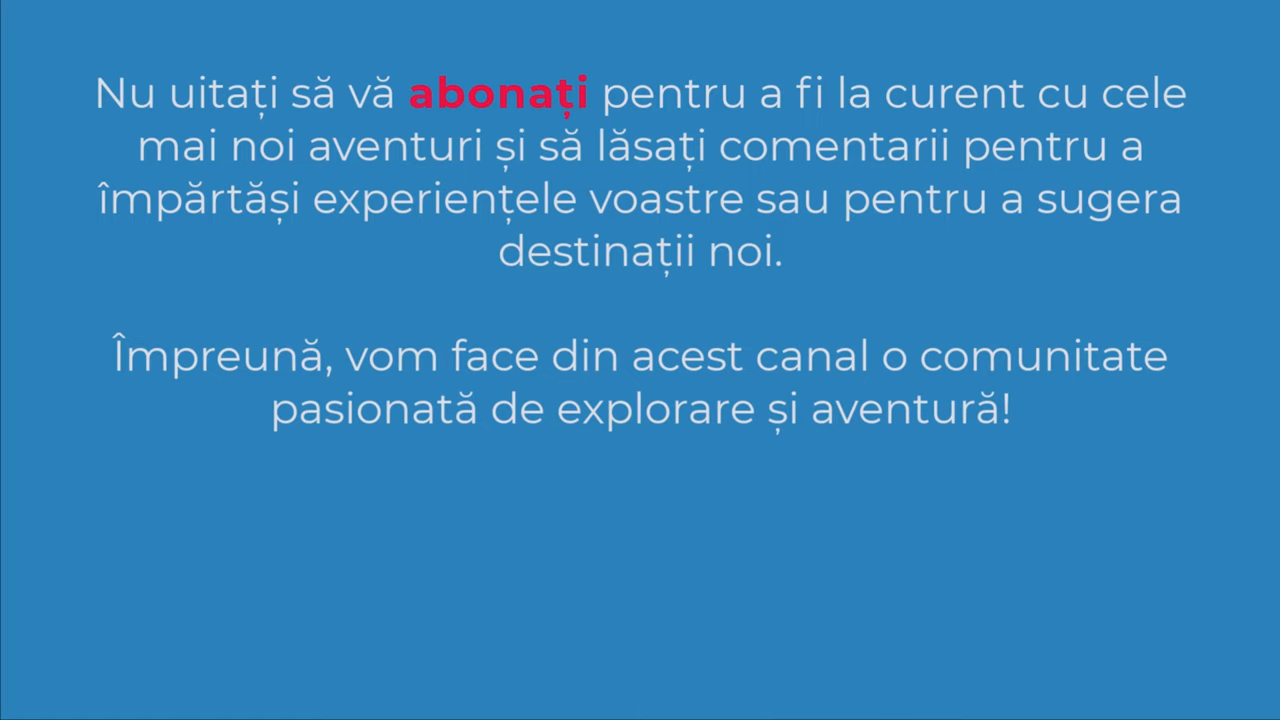 Nu uitați să vă abonați pentru a fi la curent cu cele
mai noi aventuri și să lăsați comentarii pentru a
împărtăși experiențele voastre sau pentru a sugera
destinații noi.
Împreună, vom face din acest canal o comunitate
pasionată de explorare și aventură!